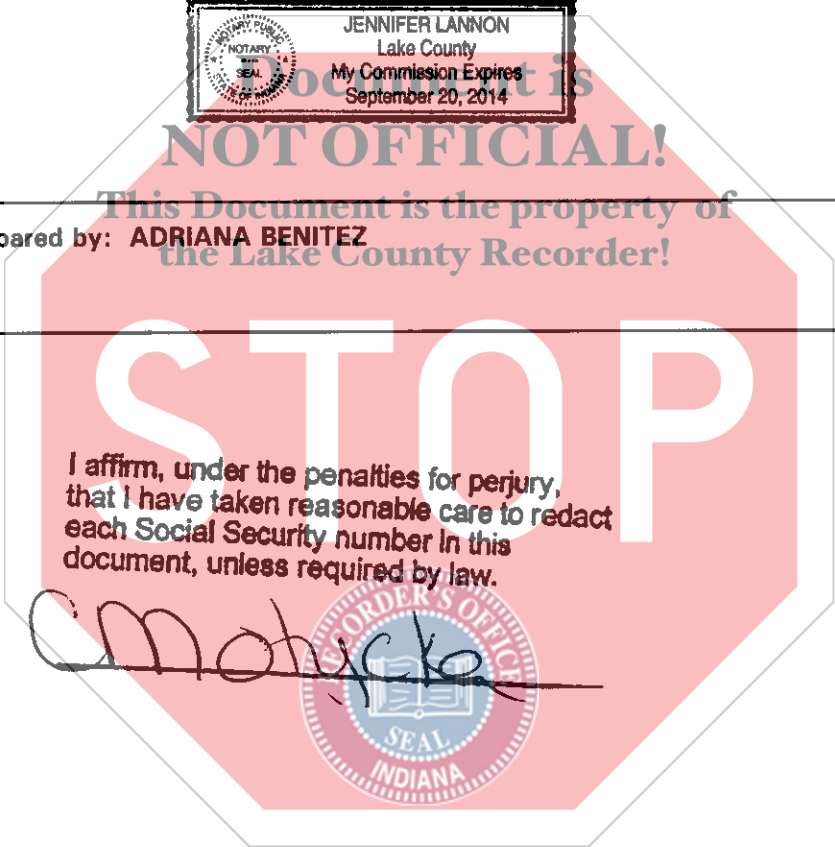 JENNIFER LANNON
Lake County
My Commission Expires
September 20, 2014
NOTARY PUBLIC
NOTARY
SEAL
STATE OF INDIANA
Document is
NOT OFFICIAL!
This Document is the property of
the Lake County Recorder!
pared by: ADRIANA BENITEZ
STOP
I affirm, under the penalties for perjury,
that I have taken reasonable care to redact
each Social Security number in this
document, unless required by law.
RECORDER'S OFFICE
SEAL
INDIANA